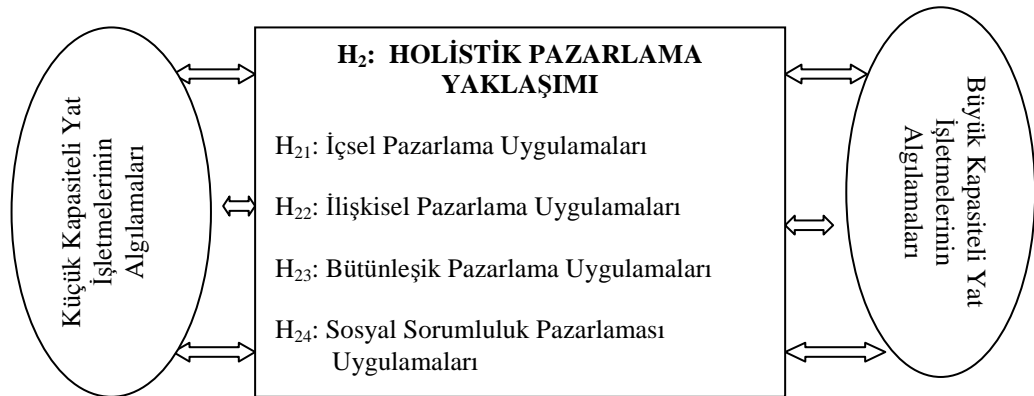 Küçük Kapasiteli Yat
İşletmelerinin
Algılamaları
H₂: HOLİSTİK PAZARLAMA
YAKLAŞIMI
H₂₁: İçsel Pazarlama Uygulamaları
H₂₂: İlişkisel Pazarlama Uygulamaları
H₂₃: Bütünleşik Pazarlama Uygulamaları
H₂₄: Sosyal Sorumluluk Pazarlaması
Uygulamaları
Büyük Kapasiteli Yat
İşletmelerinin
Algılamaları